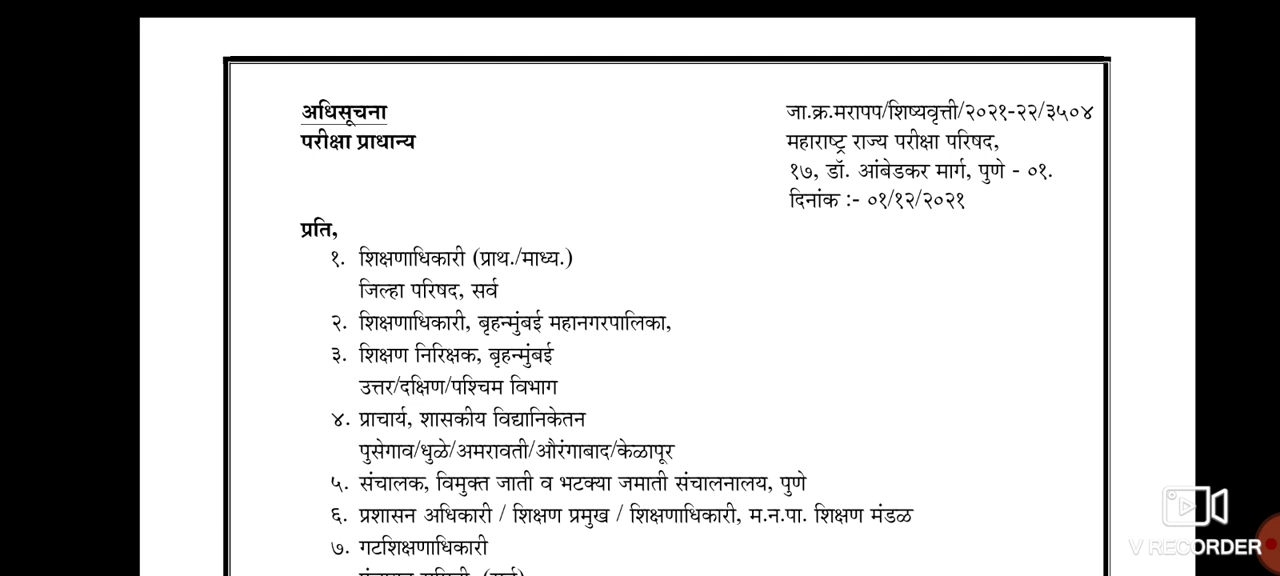 अधिसूचना
जा.क्र.मरापप/शिष्यवृत्ती/२०२१-२२/३५०४
परीक्षा प्राधान्य
महाराष्ट्र राज्य परीक्षा परिषद,
१७, डॉ. आंबेडकर मार्ग, पुणे - ०१.
दिनांक :- ०१/१२/२०२१
प्रति,
१. शिक्षणाधिकारी (प्राथ./माध्य.)
जिल्हा परिषद, सर्व
२. शिक्षणाधिकारी, बृहन्मुंबई महानगरपालिका,
३. शिक्षण निरिक्षक, बृहन्मुंबई
उत्तर/दक्षिण/पश्चिम विभाग
४. प्राचार्य, शासकीय विद्यानिकेतन
पुसेगाव/धुळे/अमरावती/औरंगाबाद/केळापूर
५. संचालक, विमुक्त जाती व भटक्या जमाती संचालनालय, पुणे
६. प्रशासन अधिकारी / शिक्षण प्रमुख / शिक्षणाधिकारी, म.न.पा. शिक्षण मंडळ
७. गटशिक्षणाधिकारी
V RECORDER